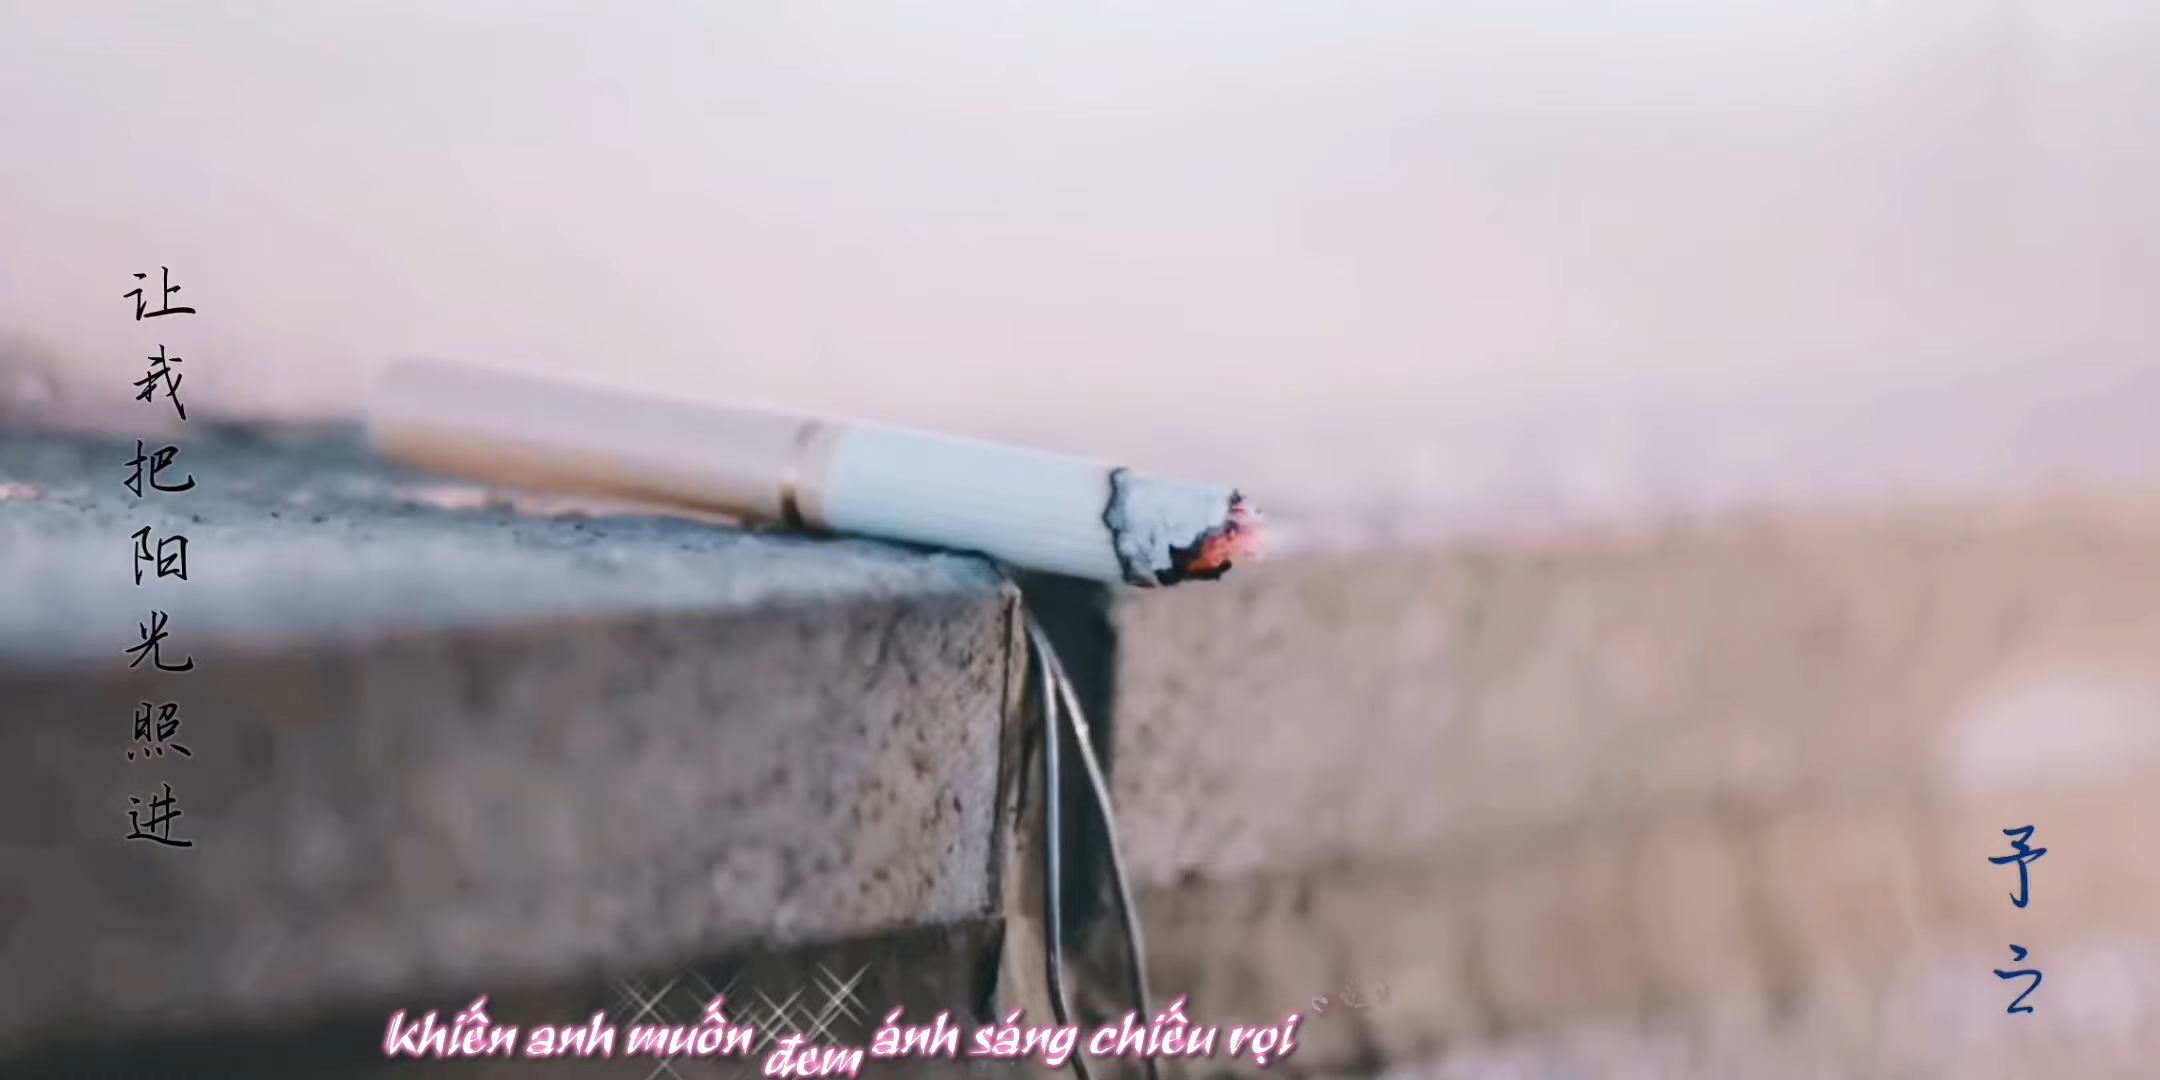 让我把阳光照进
予之
khiến anh muốn đem ánh sáng chiếu rọi